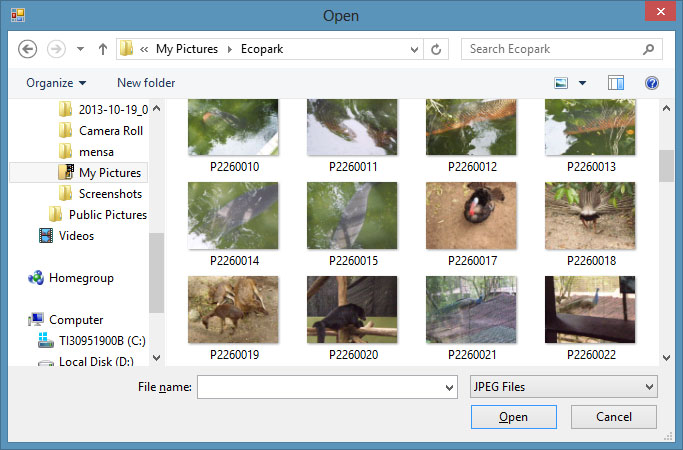 Open
« My Pictures ▸ Ecopark
Search Ecopark
Organize
New folder
2013-10-19_0
Camera Roll
mensa
My Pictures
Screenshots
Public Pictures
Videos
Homegroup
Computer
TI30951900B (C:)
Local Disk (D:)
P2260010 P2260011 P2260012 P2260013
P2260014 P2260015 P2260017 P2260018
P2260019 P2260020 P2260021 P2260022
File name:
JPEG Files
Open
Cancel